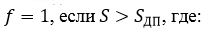 f = 1, если S > S_ДП, где: